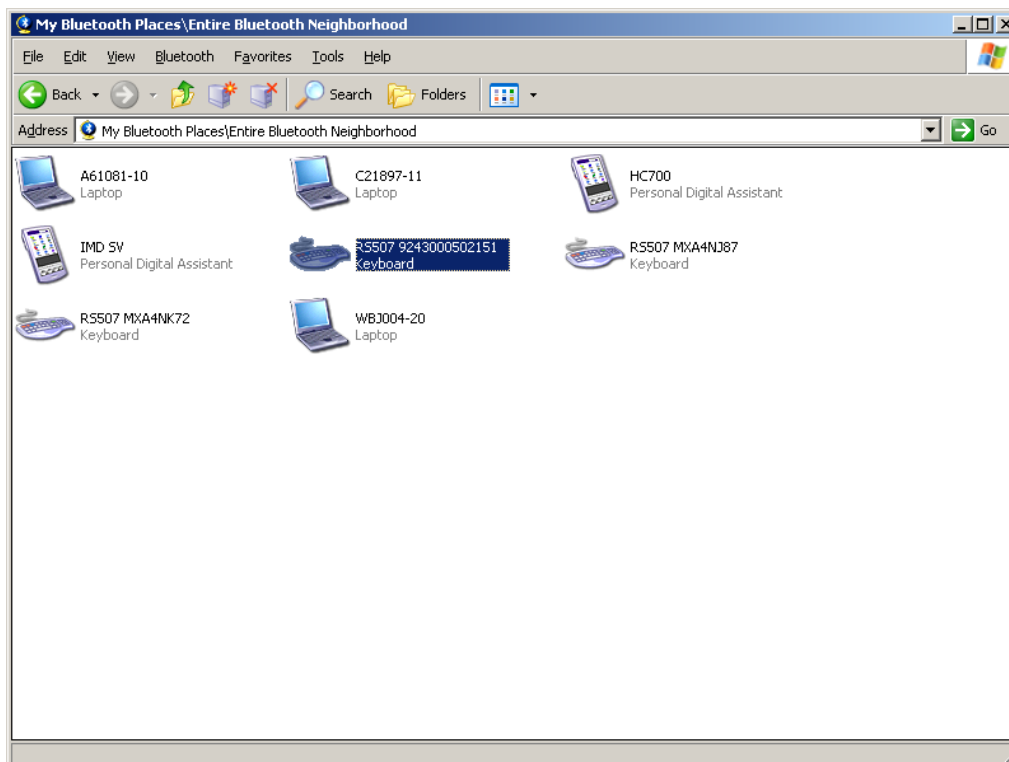 My Bluetooth Places\Entire Bluetooth Neighborhood
File Edit View Bluetooth Favorites Tools Help
Back Search Folders
Address My Bluetooth Places\Entire Bluetooth Neighborhood Go
A61081-10
Laptop
C21897-11
Laptop
HC700
Personal Digital Assistant
IMD SV
Personal Digital Assistant
RS507 9243000502151
Keyboard
RS507 MXA4NJ87
Keyboard
RS507 MXA4NK72
Keyboard
WBJ004-20
Laptop